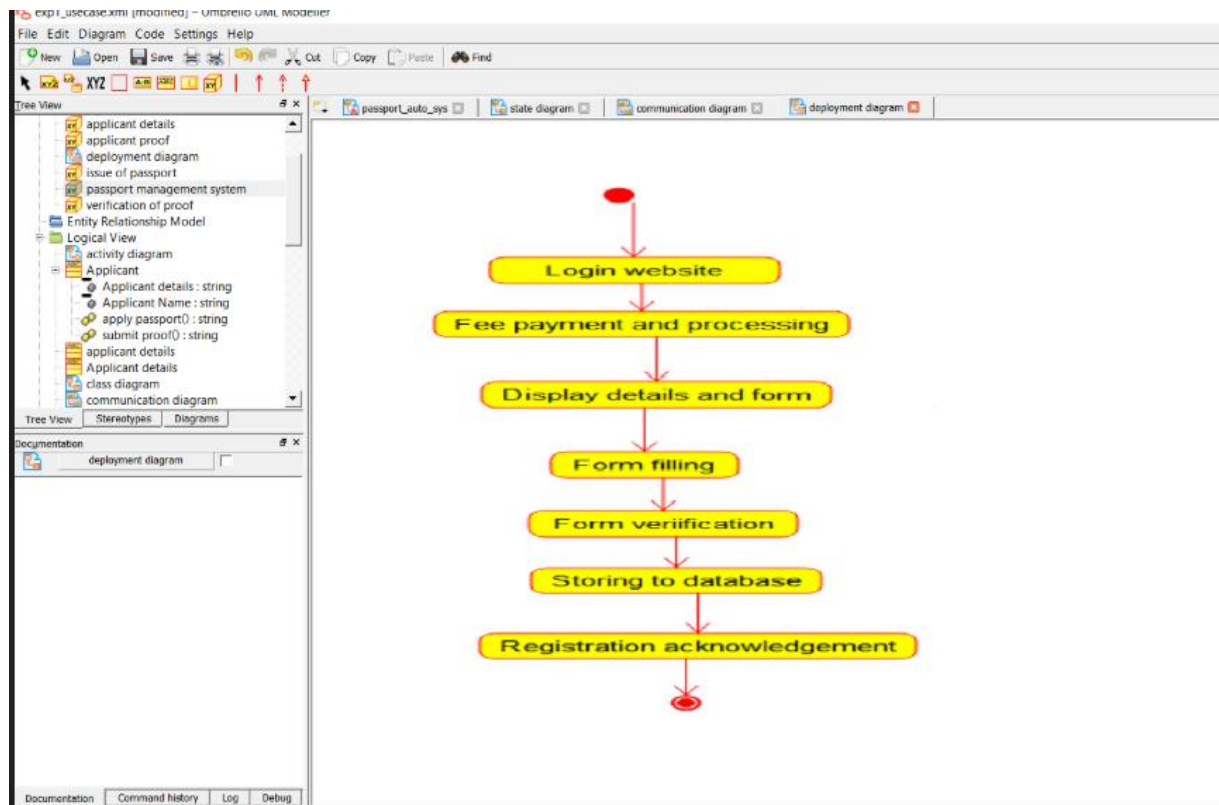 exp1_usecase.xml [modified] – Umbrello UML Modeller
File Edit Diagram Code Settings Help
New Open Save Cut Copy Paste Find
XYZ
Tree View
passport_auto_sys state diagram communication diagram deployment diagram
applicant details
applicant proof
deployment diagram
issue of passport
passport management system
verification of proof
Entity Relationship Model
Logical View
activity diagram
Applicant
Applicant details : string
Applicant Name : string
apply passport() : string
submit proof() : string
applicant details
Applicant details
class diagram
communication diagram
Tree View Stereotypes Diagrams
Documentation
deployment diagram
Login website
Fee payment and processing
Display details and form
Form filling
Form veriification
Storing to database
Registration acknowledgement
Documentation Command history Log Debug